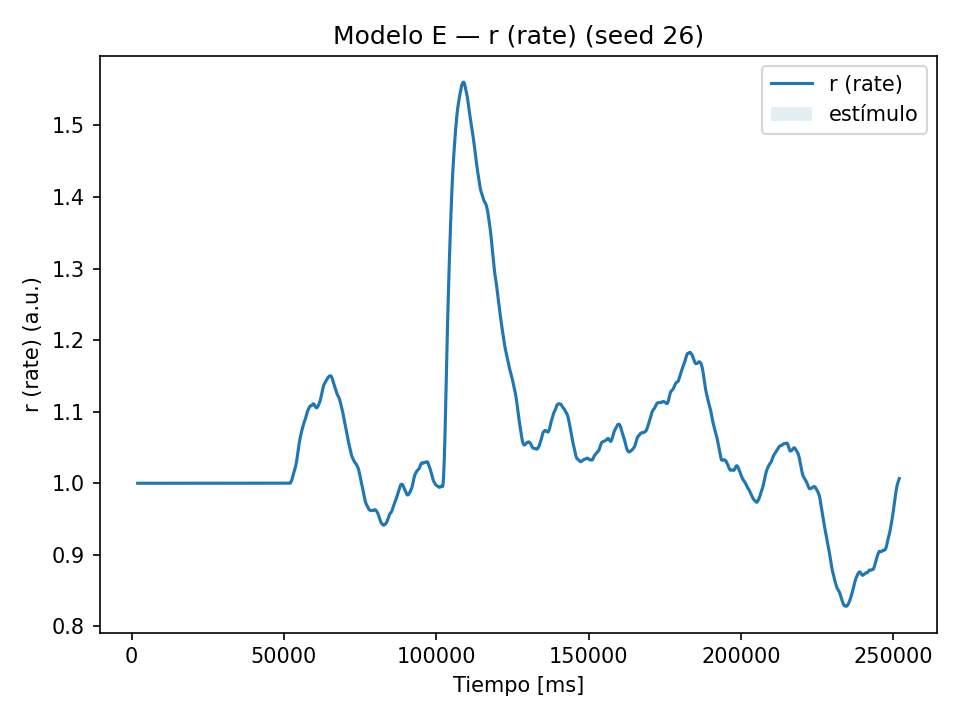 Modelo E — r (rate) (seed 26)
r (rate)
estímulo
r (rate) (a.u.)
1.5
1.4
1.3
1.2
1.1
1.0
0.9
0.8
0
50000
100000
150000
200000
250000
Tiempo [ms]